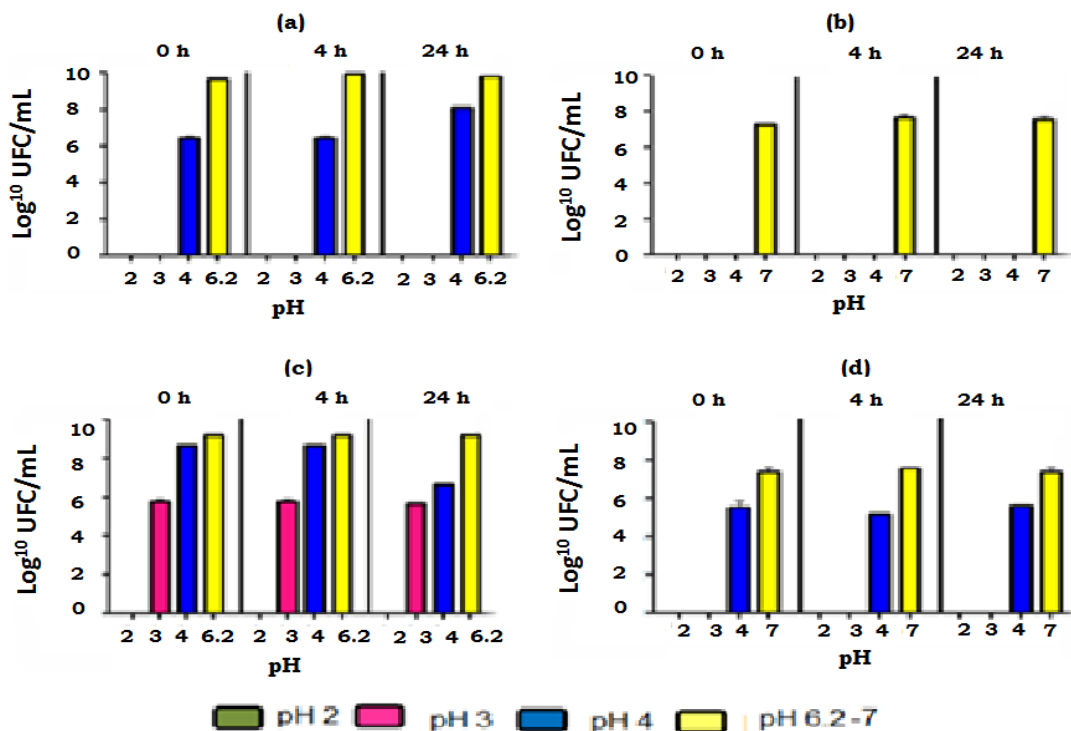 (a)
0 h 4 h 24 h
10
8
6
4
2
0
Log¹⁰ UFC/mL
2 3 4 6.2 2 3 4 6.2 2 3 4 6.2
pH
(b)
0 h 4 h 24 h
10
8
6
4
2
0
Log¹⁰ UFC/mL
2 3 4 7 2 3 4 7 2 3 4 7
pH
(c)
0 h 4 h 24 h
10
8
6
4
2
0
Log¹⁰ UFC/mL
2 3 4 6.2 2 3 4 6.2 2 3 4 6.2
pH
(d)
0 h 4 h 24 h
10
8
6
4
2
0
Log¹⁰ UFC/mL
2 3 4 7 2 3 4 7 2 3 4 7
pH
pH 2 pH 3 pH 4 pH 6.2-7